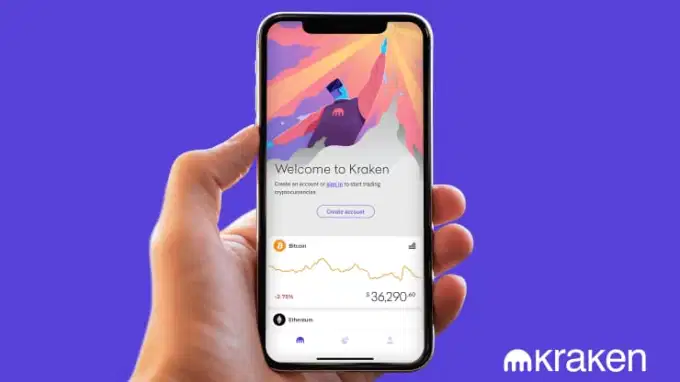 Welcome to Kraken
Create an account or sign in to start trading
cryptocurrencies
Create account
Bitcoin
-2.75% $36,290.60
Ethereum
kraken